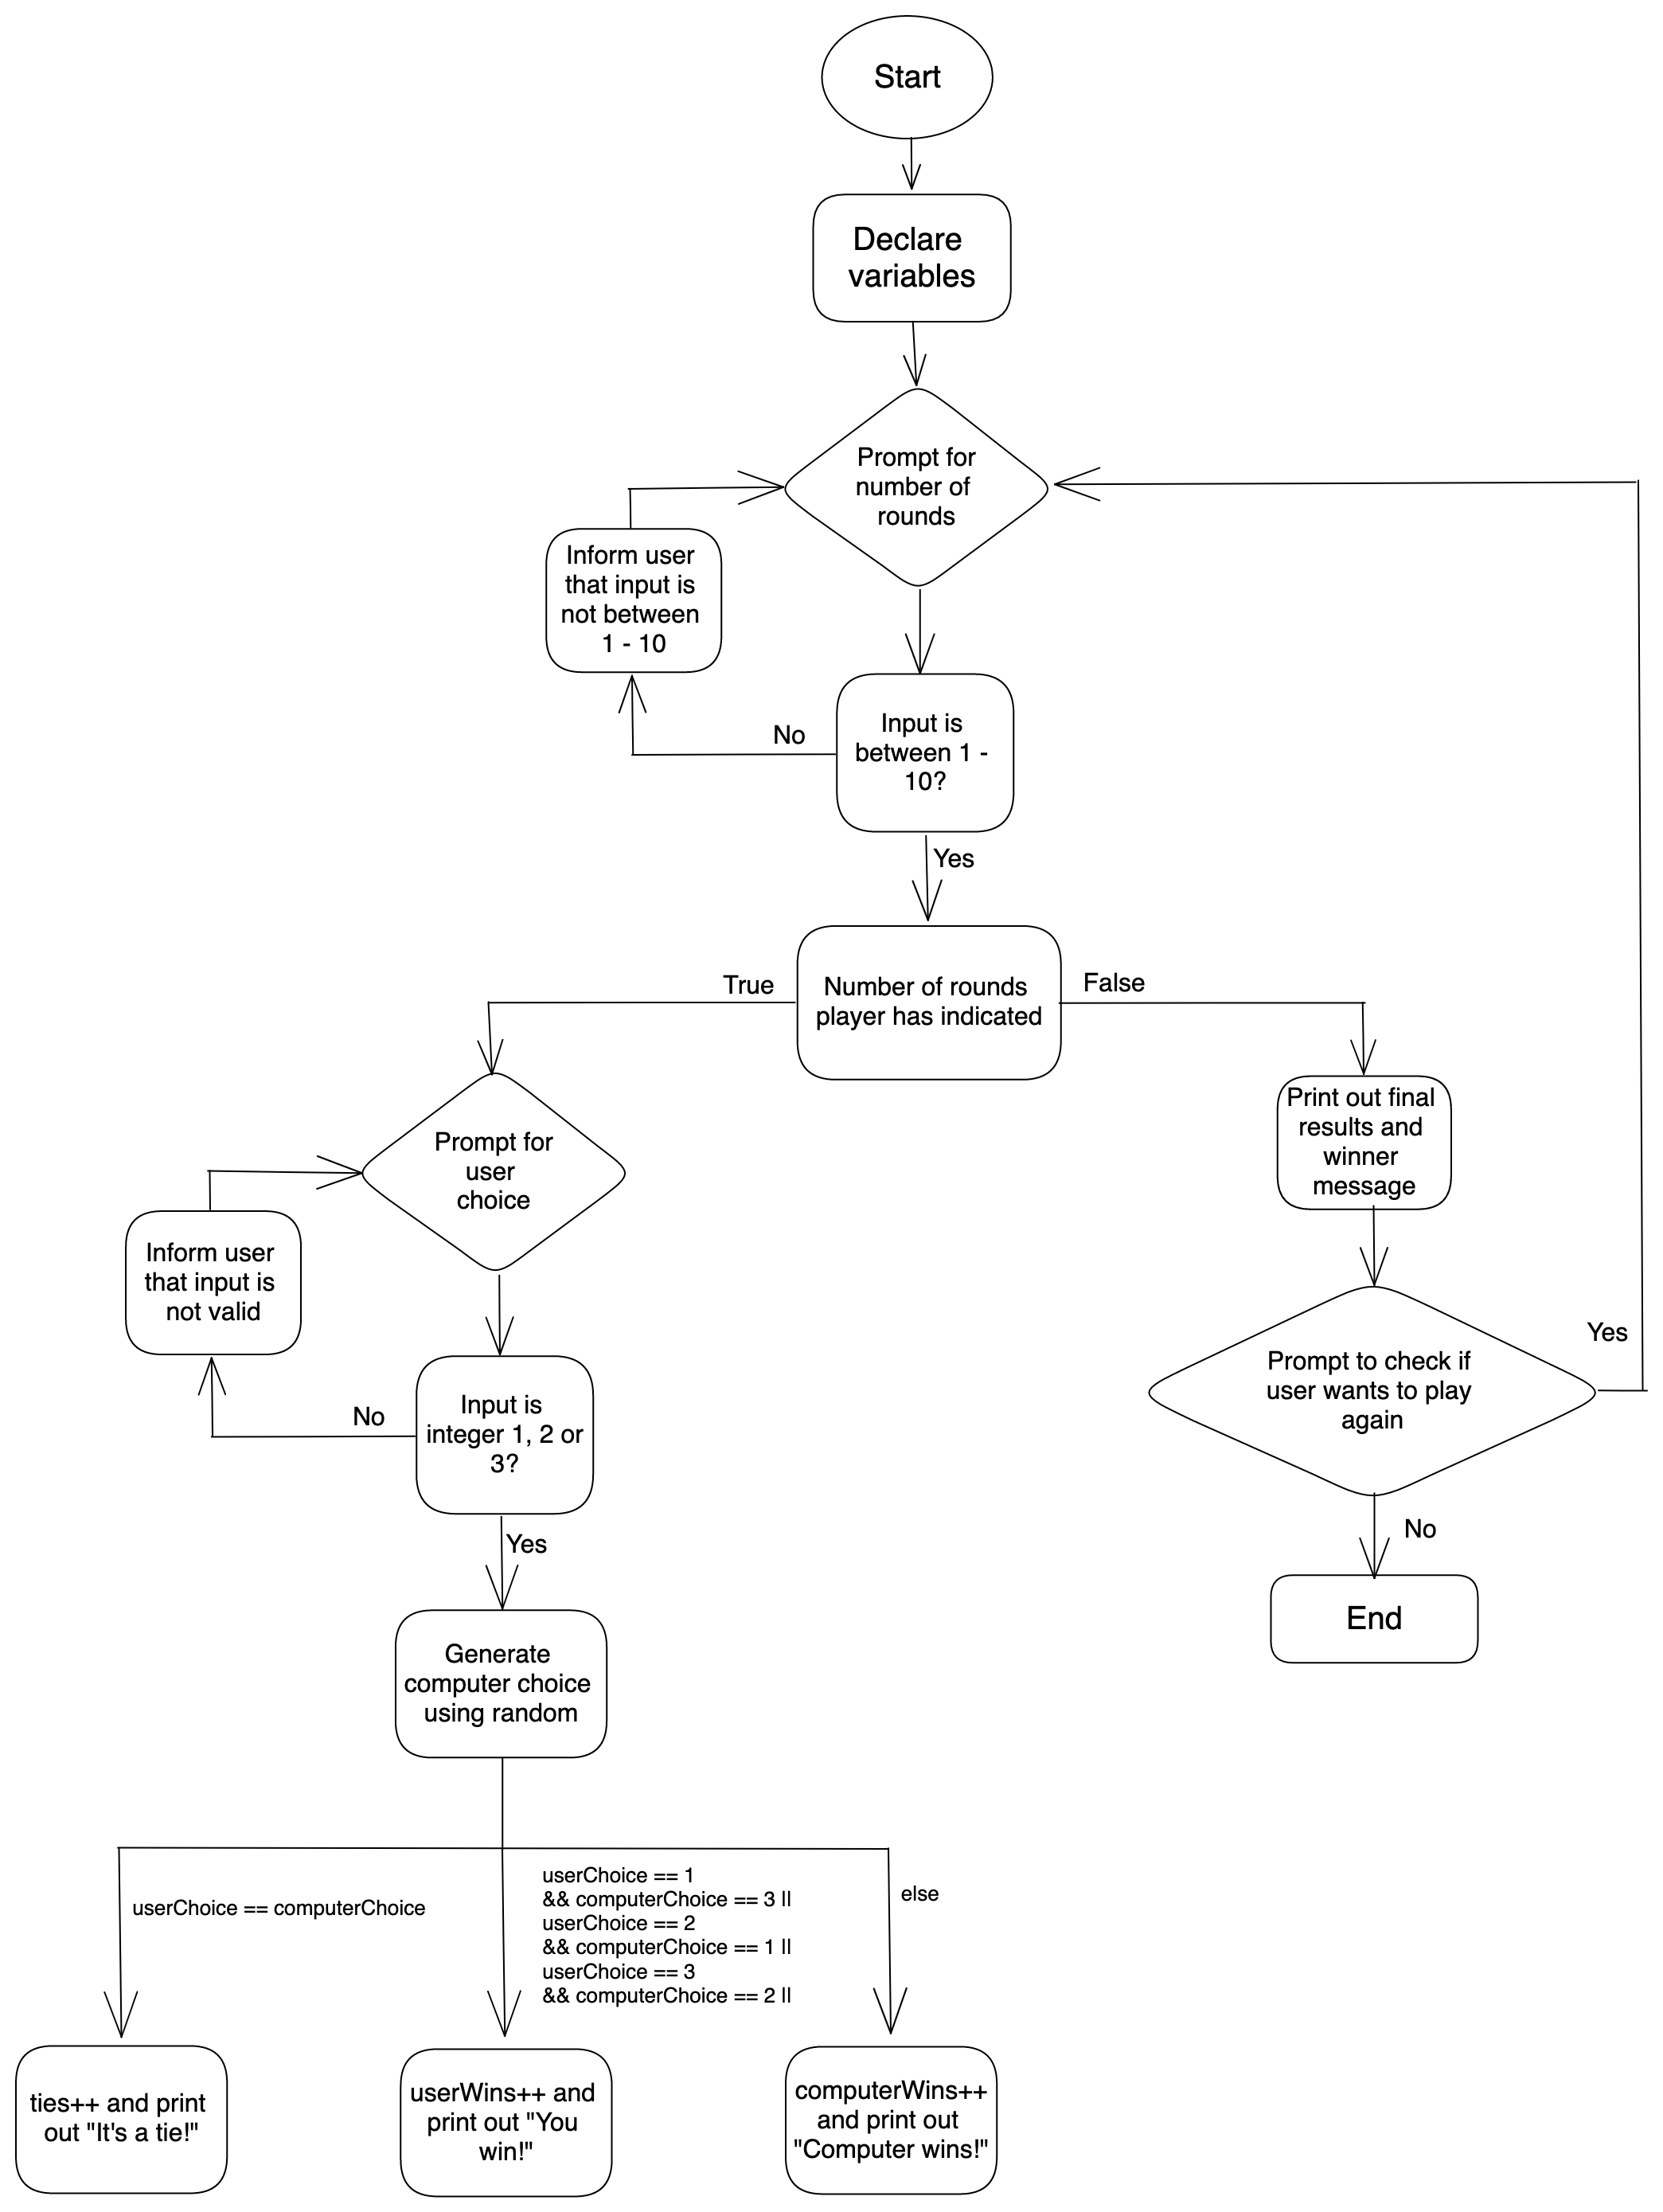 Start
Declare
variables
Prompt for
number of
rounds
Inform user
that input is
not between
1 - 10
No
Input is
between 1 -
10?
Yes
True
Number of rounds
player has indicated
False
Prompt for
user
choice
Print out final
results and
winner
message
Inform user
that input is
not valid
No
Input is
integer 1, 2 or
3?
Yes
Prompt to check if
user wants to play
again
Yes
No
End
Generate
computer choice
using random
userChoice == computerChoice
userChoice == 1
&& computerChoice == 3 ||
userChoice == 2
&& computerChoice == 1 ||
userChoice == 3
&& computerChoice == 2 ||
else
ties++ and print
out "It's a tie!"
userWins++ and
print out "You
win!"
computerWins++
and print out
"Computer wins!"